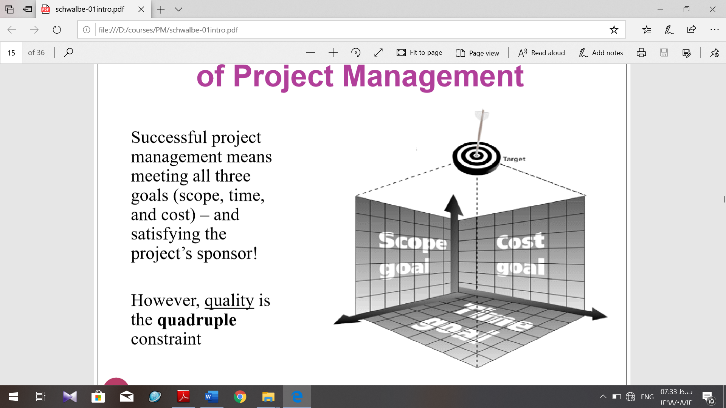 schwalbe-01intro.pdf
file:///D:/courses/PM/schwalbe-01intro.pdf
15 of 36
Fit to page
Page view
Read aloud
Add notes
of Project Management
Successful project
management means
meeting all three
goals (scope, time,
and cost) – and
satisfying the
project's sponsor!
However, quality is
the quadruple
constraint
Target
Scope
goal
Cost
goal
Time
goal
ENG